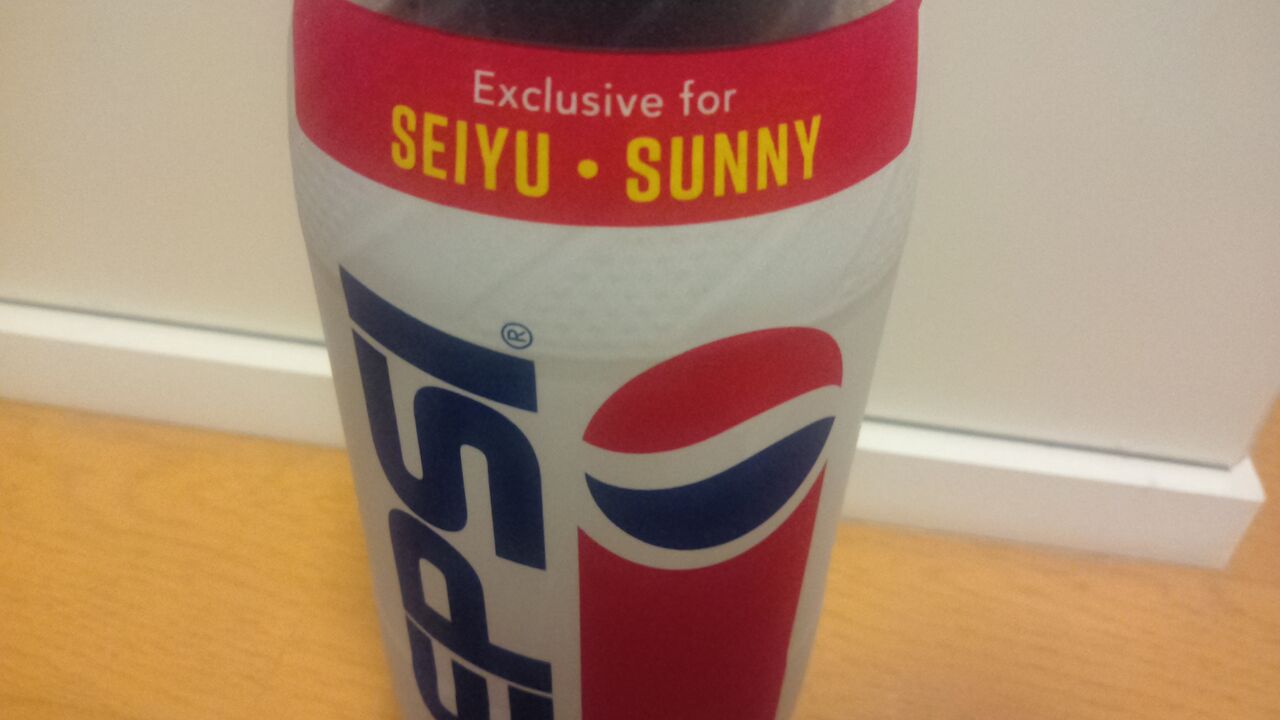 Exclusive for
SEIYU • SUNNY
EPSI®